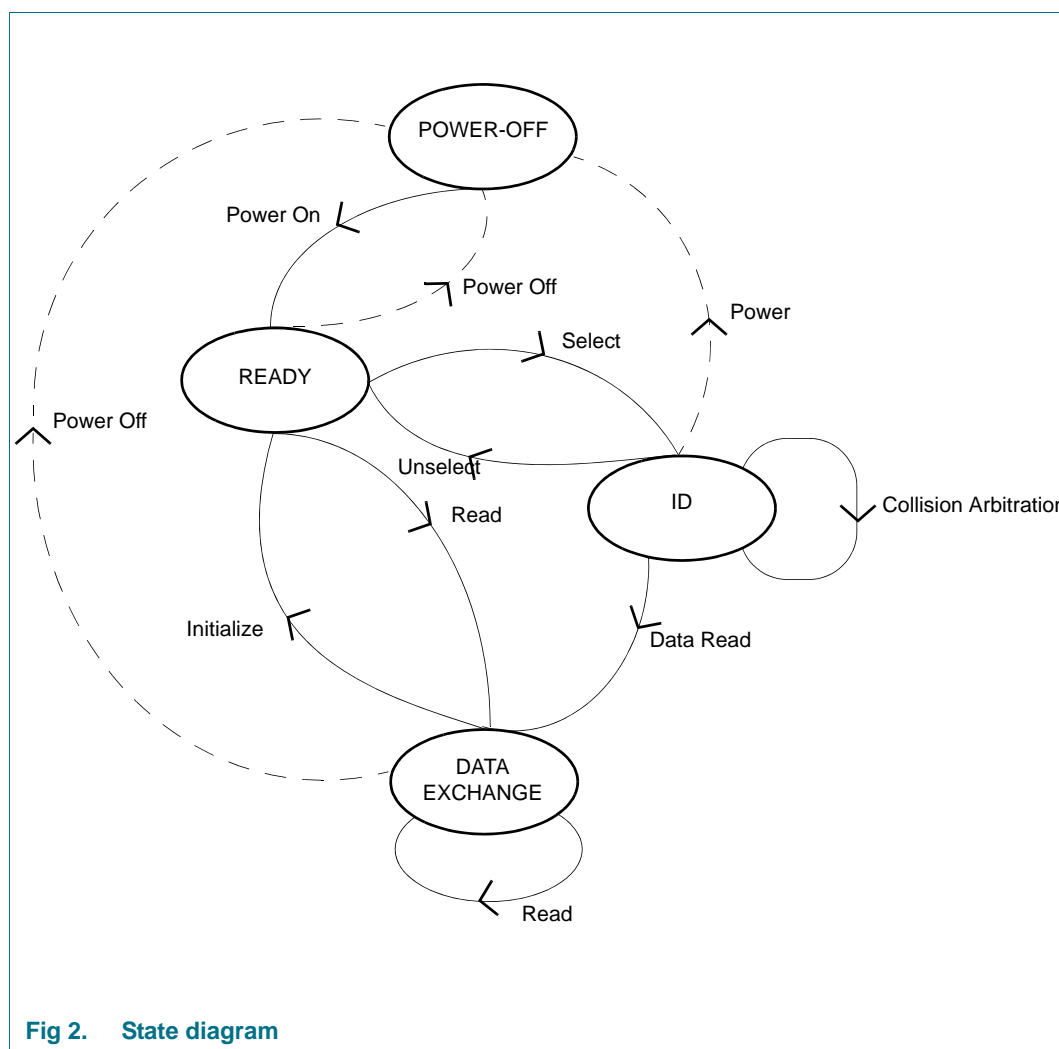 POWER-OFF
Power On
Power Off
Power
Select
READY
Power Off
Unselect
ID
Collision Arbitration
Read
Initialize
Data Read
DATA
EXCHANGE
Read
Fig 2. State diagram